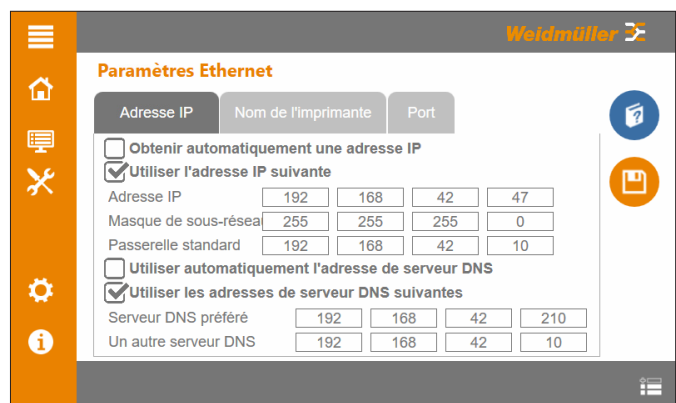 Weidmüller
Paramètres Ethernet
Adresse IP Nom de l'imprimante Port
Obtenir automatiquement une adresse IP
Utiliser l'adresse IP suivante
Adresse IP 192 168 42 47
Masque de sous-réseau 255 255 255 0
Passerelle standard 192 168 42 10
Utiliser automatiquement l'adresse de serveur DNS
Utiliser les adresses de serveur DNS suivantes
Serveur DNS préféré 192 168 42 210
Un autre serveur DNS 192 168 42 10